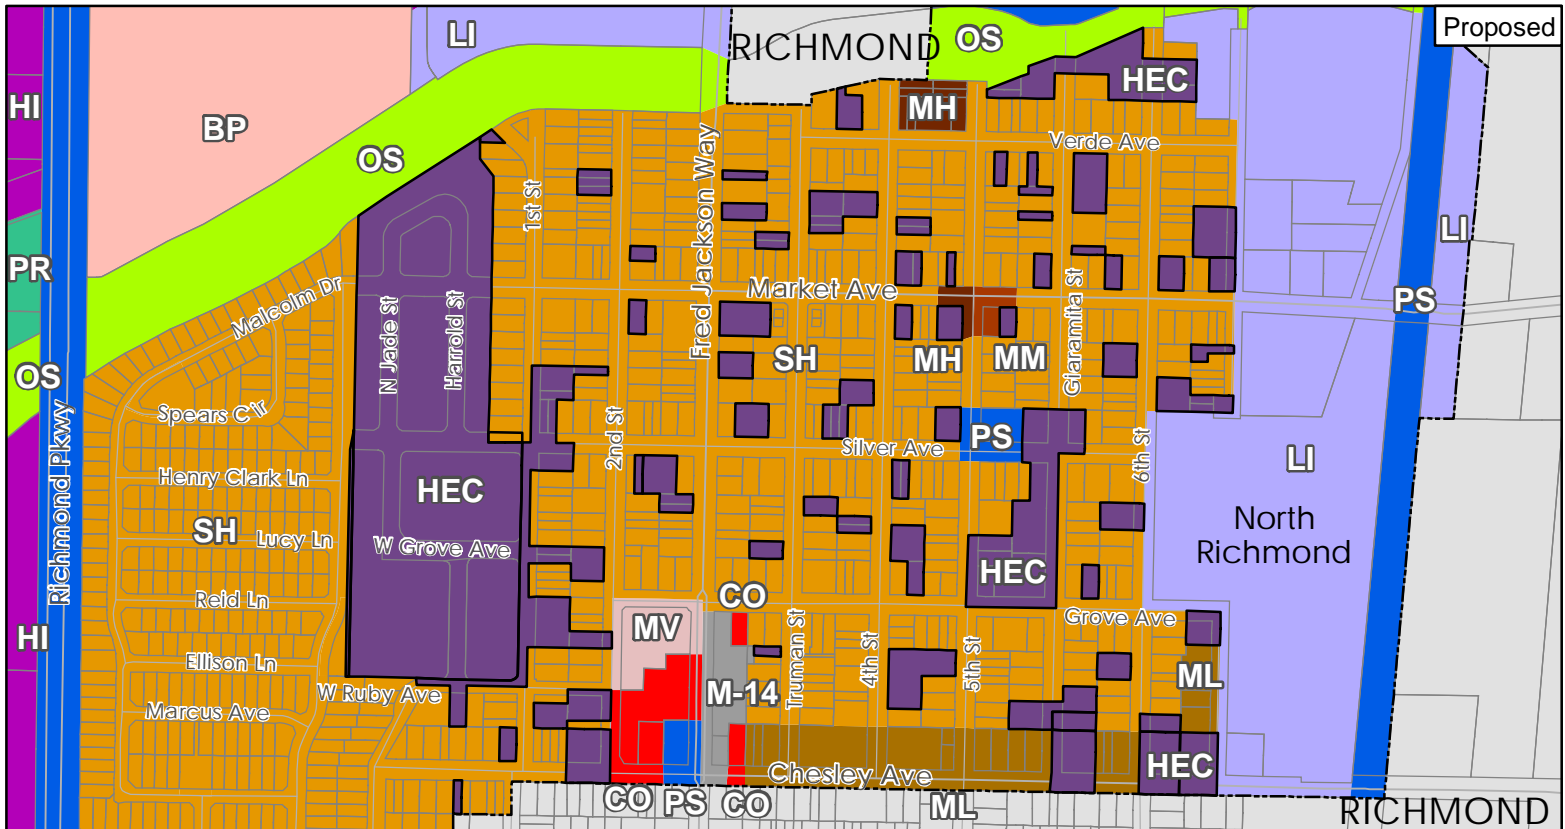 Proposed
LI
RICHMOND
OS
HEC
HI
MH
BP
OS
Verde Ave
Fred Jackson Way
1st St
LI
PR
Market Ave
PS
Malcolm Dr
N Jade St
Harrold St
Giaramita St
SH
MH
MM
OS
Spears Cir
2nd St
Silver Ave
PS
6th St
LI
Henry Clark Ln
HEC
Richmond Pkwy
SH
Lucy Ln
W Grove Ave
North
Richmond
HEC
Reid Ln
CO
Grove Ave
MV
Truman St
4th St
5th St
HI
Ellison Ln
ML
W Ruby Ave
M-14
Marcus Ave
HEC
Chesley Ave
CO
PS
CO
ML
RICHMOND